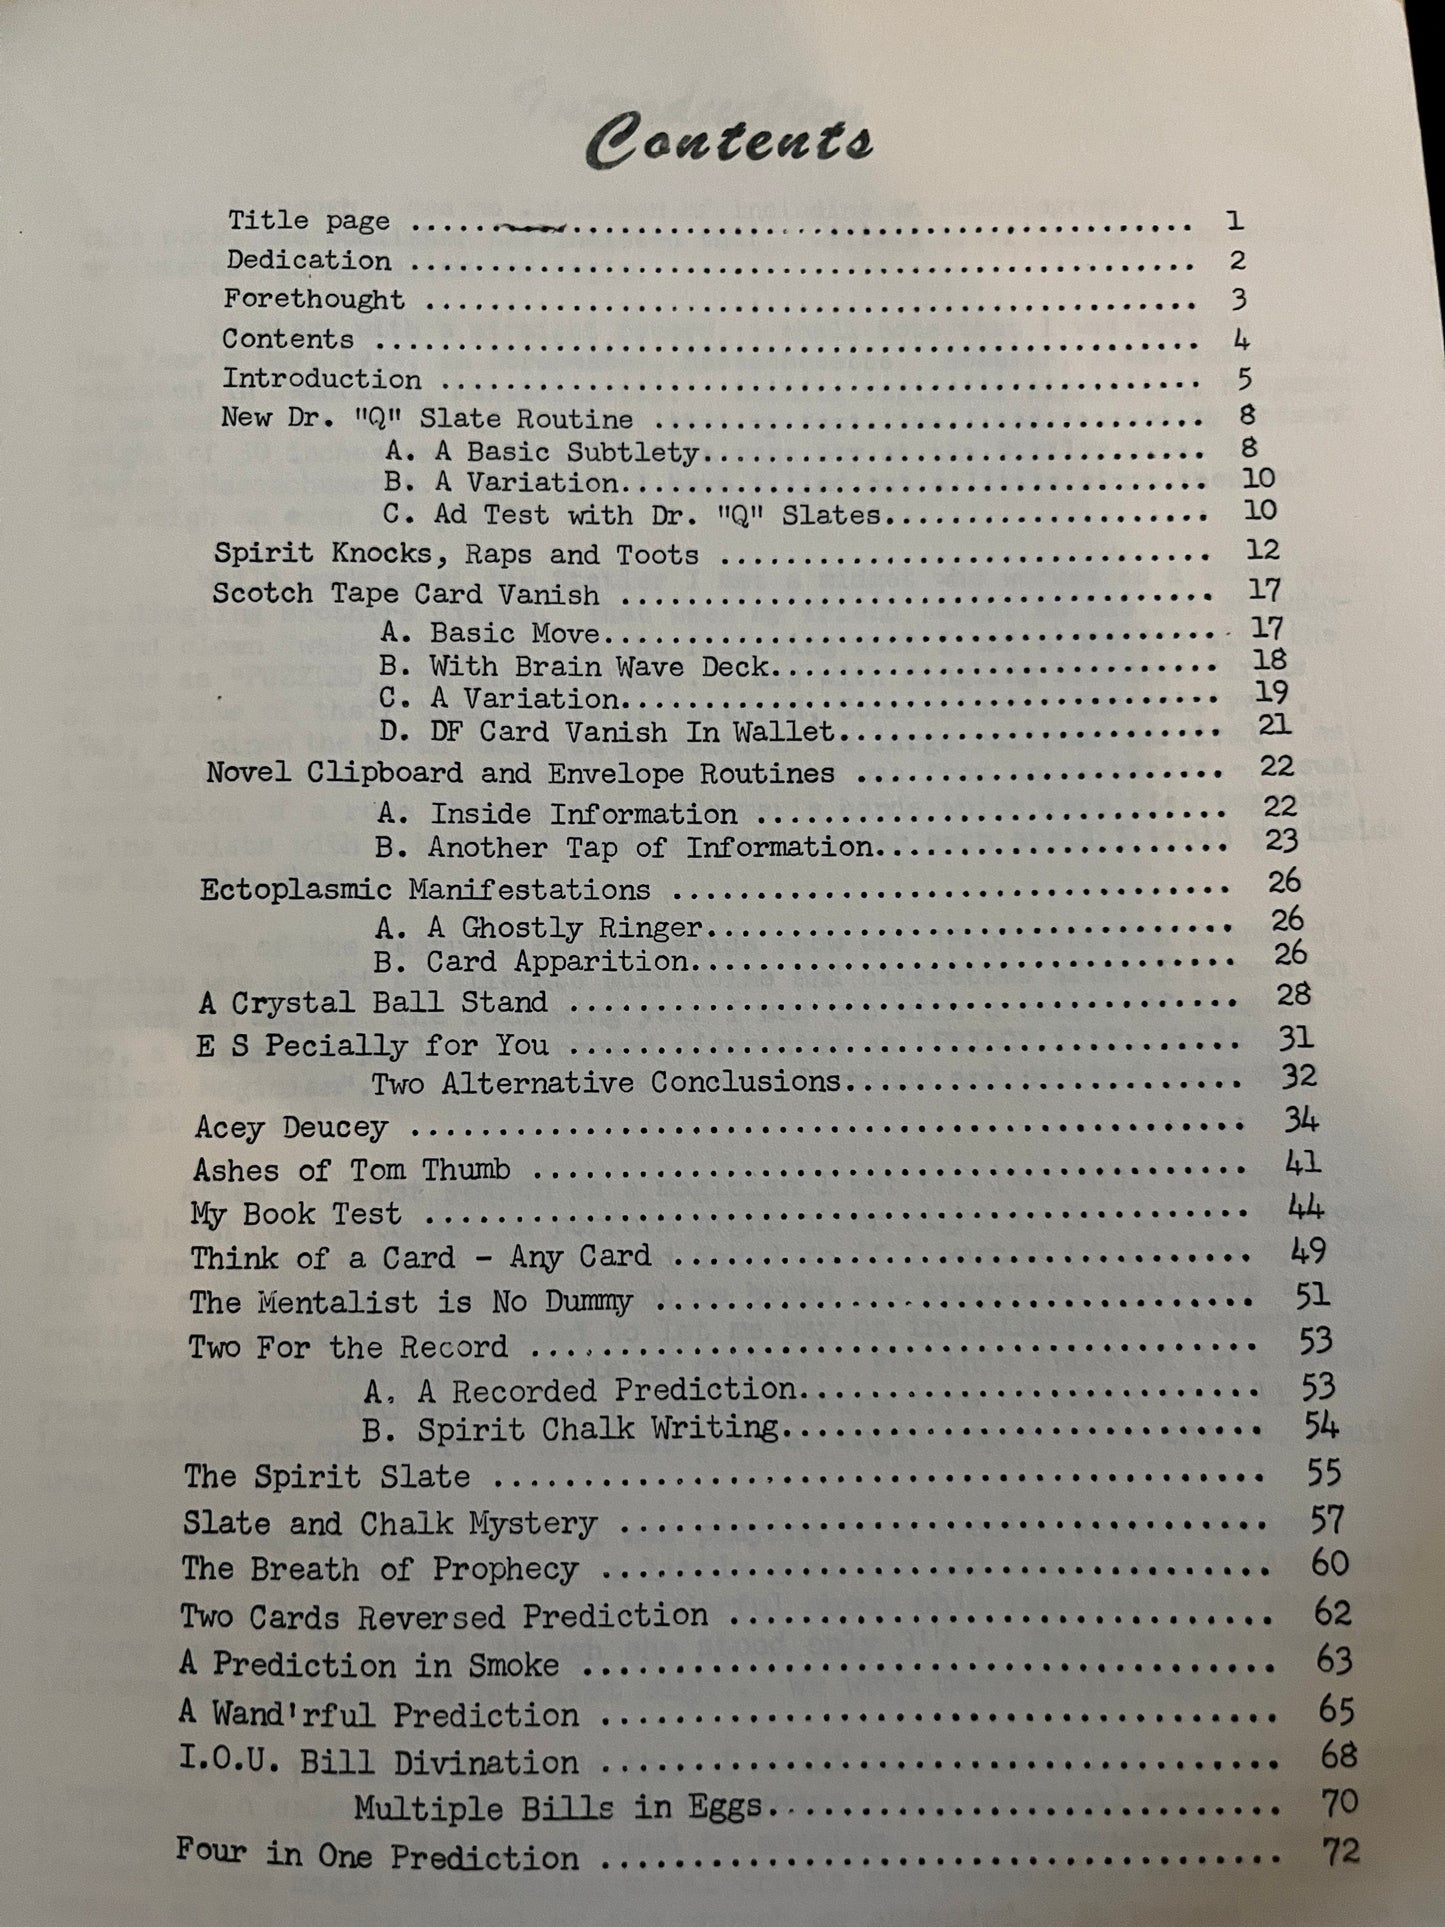 Contents
Title page ............................................. 1
Dedication ............................................. 2
Forethought ............................................ 3
Contents ............................................... 4
Introduction ........................................... 5
New Dr. "Q" Slate Routine .............................. 8
A. A Basic Subtlety............................. 8
B. A Variation.................................. 10
C. Ad Test with Dr. "Q" Slates.................. 10
Spirit Knocks, Raps and Toots .......................... 12
Scotch Tape Card Vanish ................................ 17
A. Basic Move................................... 17
B. With Brain Wave Deck......................... 18
C. A Variation.................................. 19
D. DF Card Vanish In Wallet..................... 21
Novel Clipboard and Envelope Routines .................. 22
A. Inside Information .......................... 22
B. Another Tap of Information................... 23
Ectoplasmic Manifestations ............................. 26
A. A Ghostly Ringer............................. 26
B. Card Apparition.............................. 26
A Crystal Ball Stand ................................... 28
E S Pecially for You ................................... 31
Two Alternative Conclusions..................... 32
Acey Deucey ............................................ 34
Ashes of Tom Thumb ..................................... 41
My Book Test ........................................... 44
Think of a Card - Any Card ............................. 49
The Mentalist is No Dummy .............................. 51
Two For the Record ..................................... 53
A. A Recorded Prediction........................ 53
B. Spirit Chalk Writing......................... 54
The Spirit Slate ....................................... 55
Slate and Chalk Mystery ................................ 57
The Breath of Prophecy ................................. 60
Two Cards Reversed Prediction .......................... 62
A Prediction in Smoke .................................. 63
A Wand'rful Prediction ................................. 65
I.O.U. Bill Divination ................................. 68
Multiple Bills in Eggs.......................... 70
Four in One Prediction ................................. 72